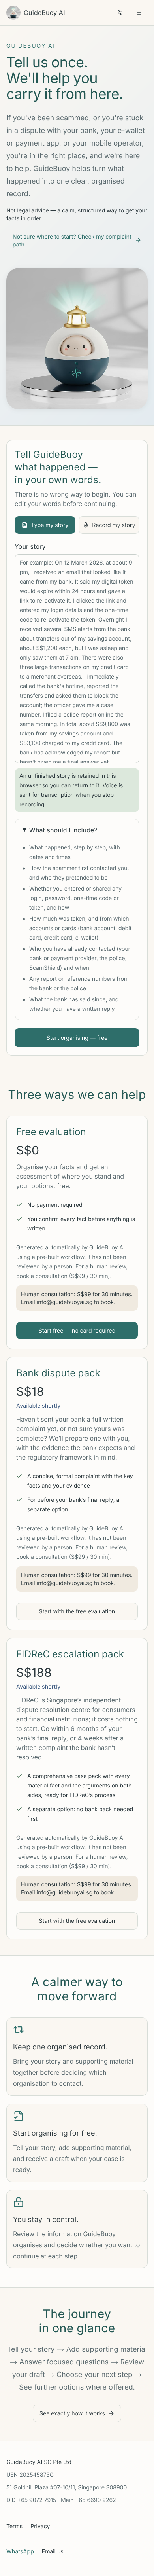 GuideBuoy AI
GUIDEBUOY AI
Tell us once.
We'll help you
carry it from here.
If you've been scammed, or you're stuck
in a dispute with your bank, your e-wallet
or payment app, or your mobile operator,
you're in the right place, and we're here
to help. GuideBuoy helps turn what
happened into one clear, organised
record.
Not legal advice — a calm, structured way to get your
facts in order.
Not sure where to start? Check my complaint
path
Tell GuideBuoy
what happened —
in your own words.
There is no wrong way to begin. You can
edit your words before continuing.
Type my story
Record my story
Your story
For example: On 12 March 2026, at about 9
pm, I received an email that looked like it
came from my bank. It said my digital token
would expire within 24 hours and gave a
link to re-activate it. I clicked the link and
entered my login details and the one-time
code to re-activate the token. Overnight I
received several SMS alerts from the bank
about transfers out of my savings account,
about S$1,200 each, but I was asleep and
only saw them at 7 am. There were also
three large transactions on my credit card
to a merchant overseas. I immediately
called the bank's hotline, reported the
transfers and asked them to block the
account; the officer gave me a case
number. I filed a police report online the
same morning. In total about S$9,800 was
taken from my savings account and
S$3,100 charged to my credit card. The
bank has acknowledged my report but
hasn't given me a final answer yet.
An unfinished story is retained in this
browser so you can return to it. Voice is
sent for transcription when you stop
recording.
What should I include?
What happened, step by step, with
dates and times
How the scammer first contacted you,
and who they pretended to be
Whether you entered or shared any
login, password, one-time code or
token, and how
How much was taken, and from which
accounts or cards (bank account, debit
card, credit card, e-wallet)
Who you have already contacted (your
bank or payment provider, the police,
ScamShield) and when
Any report or reference numbers from
the bank or the police
What the bank has said since, and
whether you have a written reply
Start organising — free
Three ways we can help
Free evaluation
S$0
Organise your facts and get an
assessment of where you stand and
your options, free.
No payment required
You confirm every fact before anything is
written
Generated automatically by GuideBuoy AI
using a pre-built workflow. It has not been
reviewed by a person. For a human review,
book a consultation (S$99 / 30 min).
Human consultation: S$99 for 30 minutes.
Email info@guidebuoyai.sg to book.
Start free — no card required
Bank dispute pack
S$18
Available shortly
Haven't sent your bank a full written
complaint yet, or not sure yours was
complete? We'll prepare one with you,
with the evidence the bank expects and
the regulatory framework in mind.
A concise, formal complaint with the key
facts and your evidence
For before your bank's final reply; a
separate option
Generated automatically by GuideBuoy AI
using a pre-built workflow. It has not been
reviewed by a person. For a human review,
book a consultation (S$99 / 30 min).
Human consultation: S$99 for 30 minutes.
Email info@guidebuoyai.sg to book.
Start with the free evaluation
FIDReC escalation pack
S$188
Available shortly
FIDReC is Singapore's independent
dispute resolution centre for consumers
and financial institutions; it costs nothing
to start. Go within 6 months of your
bank's final reply, or 4 weeks after a
written complaint the bank hasn't
resolved.
A comprehensive case pack with every
material fact and the arguments on both
sides, ready for FIDReC's process
A separate option: no bank pack needed
first
Generated automatically by GuideBuoy AI
using a pre-built workflow. It has not been
reviewed by a person. For a human review,
book a consultation (S$99 / 30 min).
Human consultation: S$99 for 30 minutes.
Email info@guidebuoyai.sg to book.
Start with the free evaluation
A calmer way to
move forward
Keep one organised record.
Bring your story and supporting material
together before deciding which
organisation to contact.
Start organising for free.
Tell your story, add supporting material,
and receive a draft when your case is
ready.
You stay in control.
Review the information GuideBuoy
organises and decide whether you want to
continue at each step.
The journey
in one glance
Tell your story → Add supporting material
→ Answer focused questions → Review
your draft → Choose your next step →
See further options where offered.
See exactly how it works →
GuideBuoy AI SG Pte Ltd
UEN 202545875C
51 Goldhill Plaza #07-10/11, Singapore 308900
DID +65 9072 7915 · Main +65 6890 9262
Terms Privacy
WhatsApp Email us